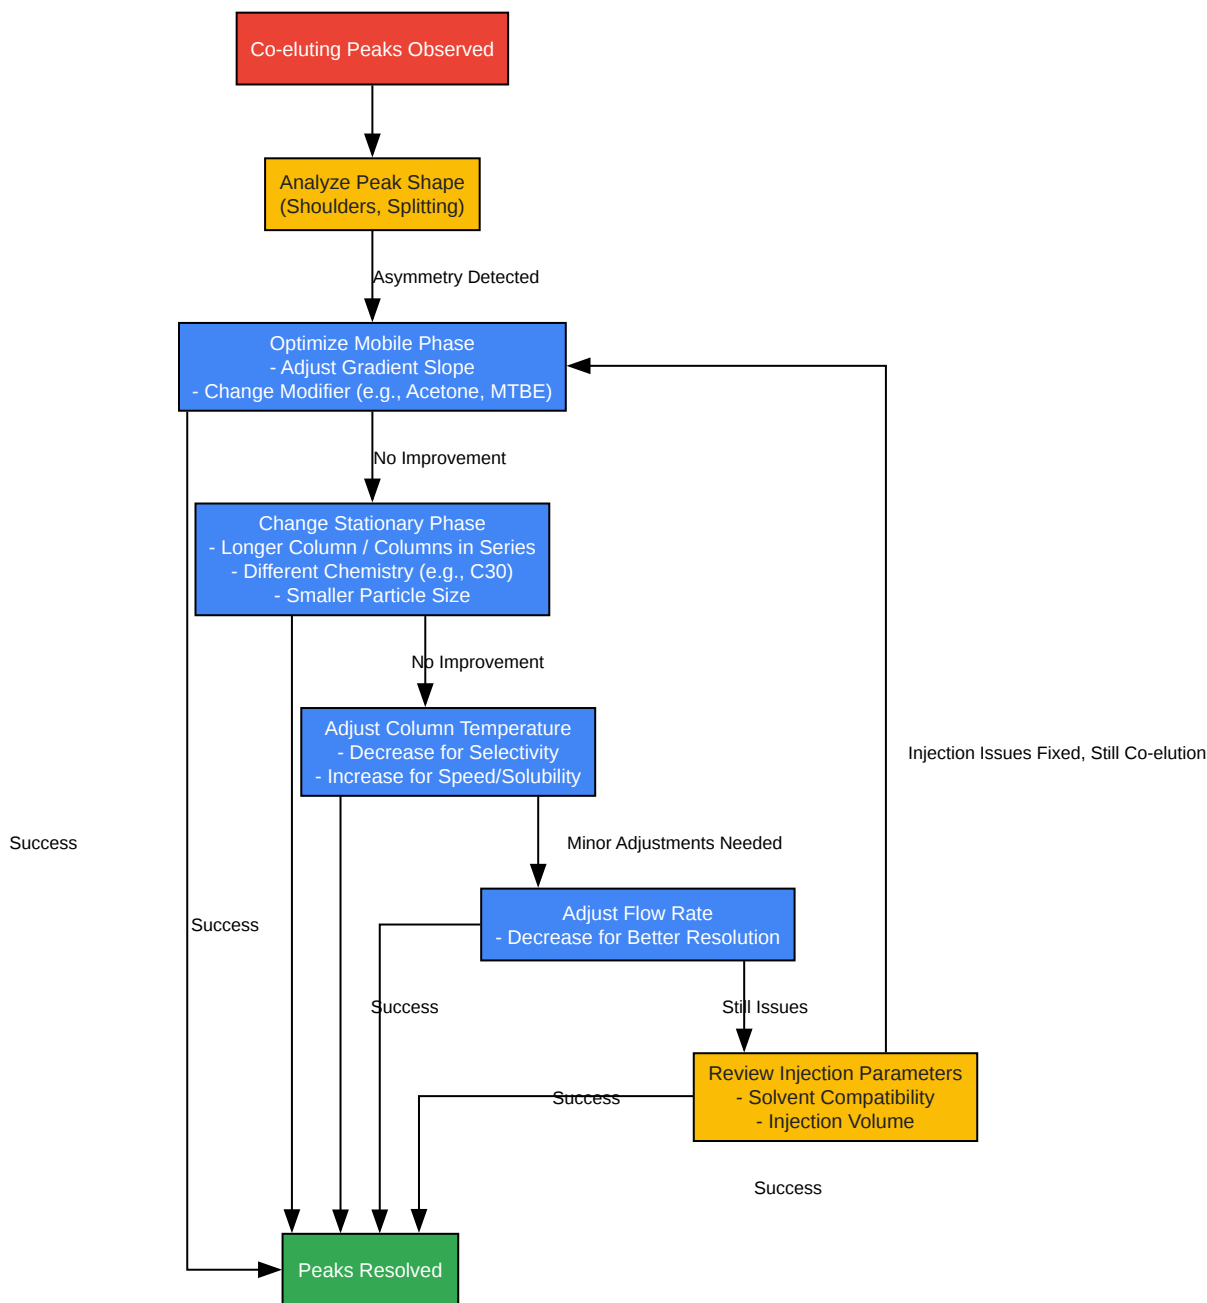 Co-eluting Peaks Observed
Analyze Peak Shape
(Shoulders, Splitting)
Asymmetry Detected
Optimize Mobile Phase
- Adjust Gradient Slope
- Change Modifier (e.g., Acetone, MTBE)
No Improvement
Change Stationary Phase
- Longer Column / Columns in Series
- Different Chemistry (e.g., C30)
- Smaller Particle Size
No Improvement
Adjust Column Temperature
- Decrease for Selectivity
- Increase for Speed/Solubility
Injection Issues Fixed, Still Co-elution
Success
Minor Adjustments Needed
Adjust Flow Rate
- Decrease for Better Resolution
Success
Success
Still Issues
Review Injection Parameters
- Solvent Compatibility
- Injection Volume
Success
Success
Peaks Resolved